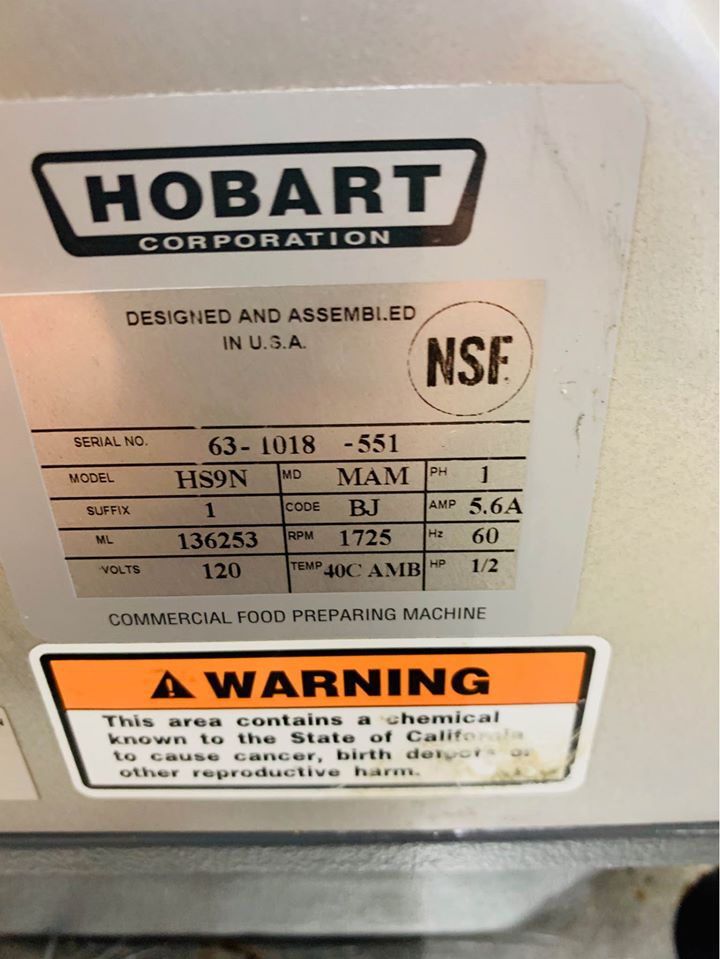 HOBART
CORPORATION
DESIGNED AND ASSEMBLED
IN U.S.A.
NSF
SERIAL NO. 63-1018 -551
MODEL HS9N MD MAM PH 1
SUFFIX 1 CODE BJ AMP 5.6A
ML 136253 RPM 1725 Hz 60
VOLTS 120 TEMP 40C AMB HP 1/2
COMMERCIAL FOOD PREPARING MACHINE
WARNING
This area contains a chemical
known to the State of California
to cause cancer, birth defects or
other reproductive harm.